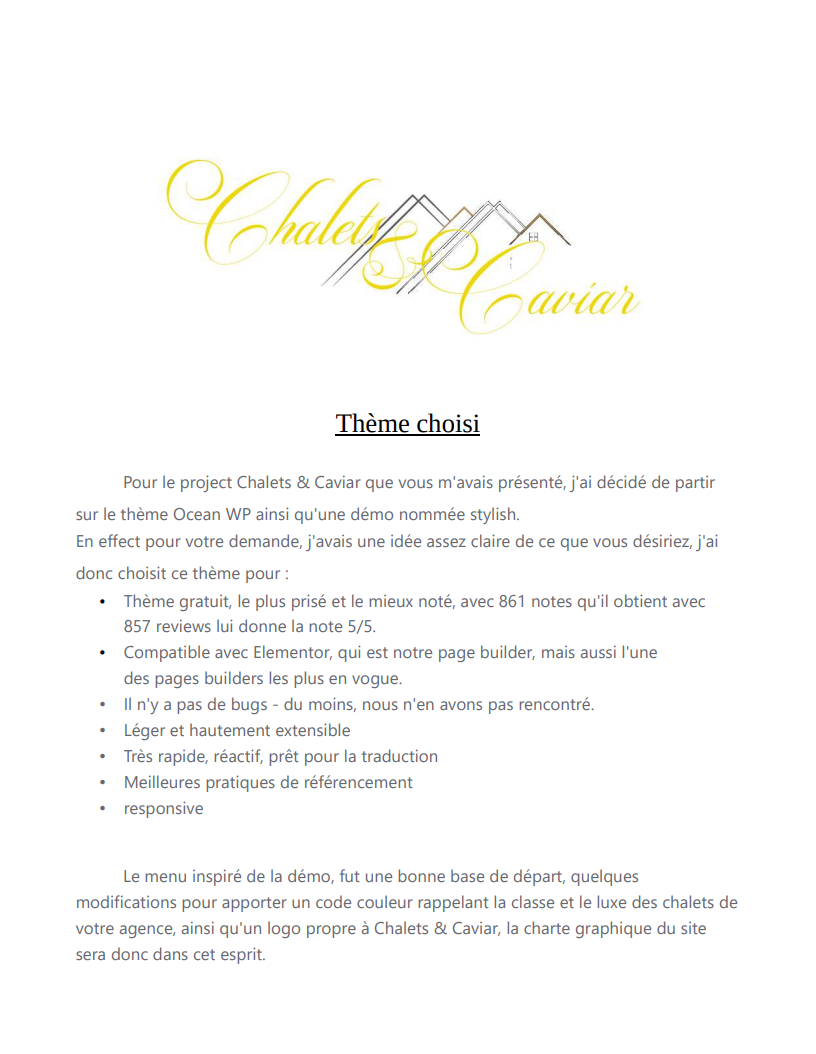 Chalets
&
Caviar
Thème choisi
Pour le project Chalets & Caviar que vous m'avais présenté, j'ai décidé de partir
sur le thème Ocean WP ainsi qu'une démo nommée stylish.
En effect pour votre demande, j'avais une idée assez claire de ce que vous désiriez, j'ai
donc choisit ce thème pour :
• Thème gratuit, le plus prisé et le mieux noté, avec 861 notes qu'il obtient avec
857 reviews lui donne la note 5/5.
• Compatible avec Elementor, qui est notre page builder, mais aussi l'une
des pages builders les plus en vogue.
• Il n'y a pas de bugs - du moins, nous n'en avons pas rencontré.
• Léger et hautement extensible
• Très rapide, réactif, prêt pour la traduction
• Meilleures pratiques de référencement
• responsive
Le menu inspiré de la démo, fut une bonne base de départ, quelques
modifications pour apporter un code couleur rappelant la classe et le luxe des chalets de
votre agence, ainsi qu'un logo propre à Chalets & Caviar, la charte graphique du site
sera donc dans cet esprit.